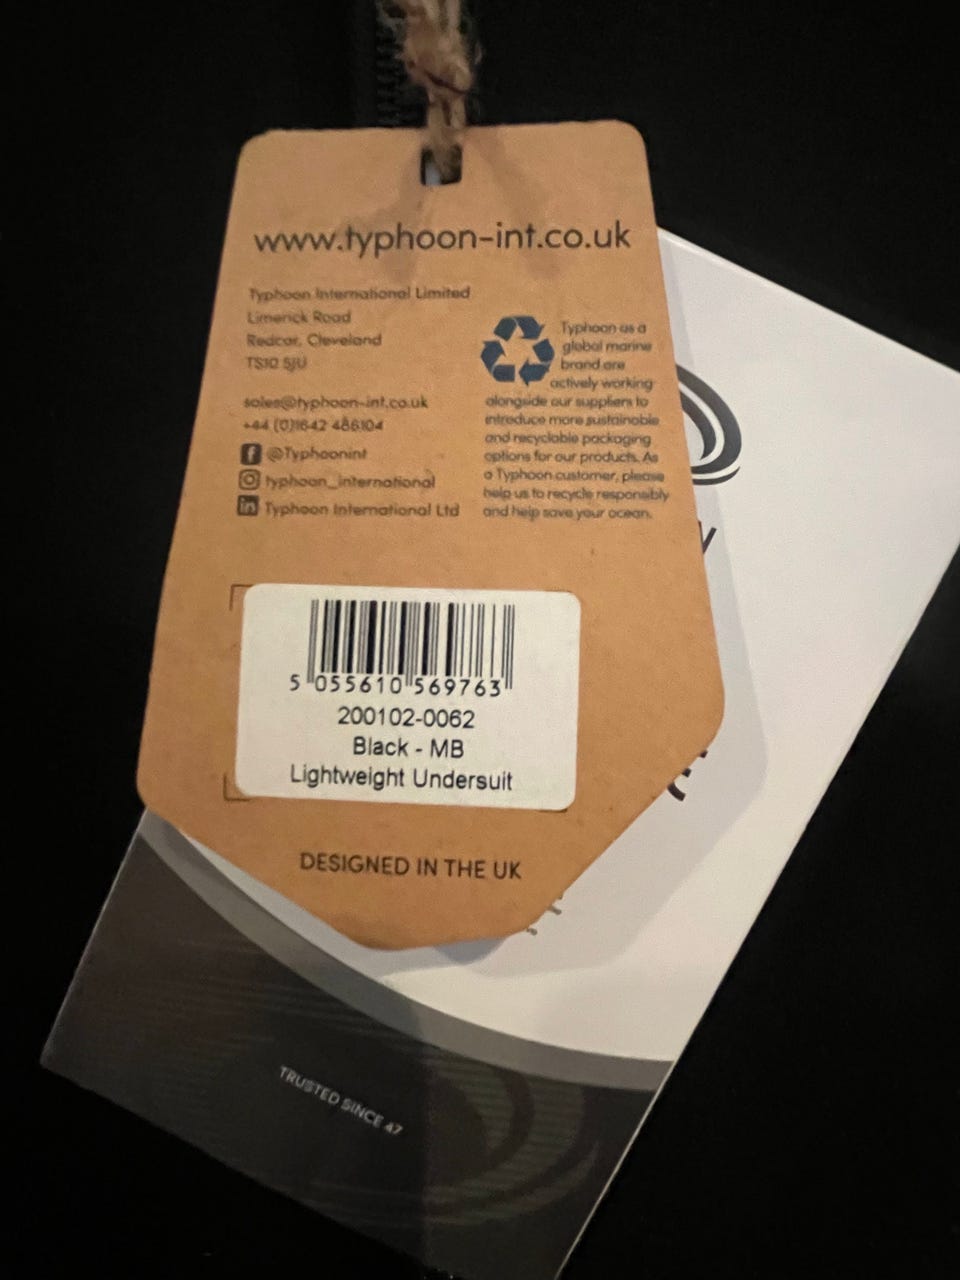 www.typhoon-int.co.uk
Typhoon International Limited
Limerick Road
Redcar, Cleveland
TS10 5JU
sales@typhoon-int.co.uk
+44 (0)1642 486104
@Typhoonint
typhoon_international
Typhoon International Ltd
Typhoon as a
global marine
brand are
actively working
alongside our suppliers to
introduce more sustainable
and recyclable packaging
options for our products. As
a Typhoon customer, please
help us to recycle responsibly
and help save your ocean.
5 055610 569763
200102-0062
Black - MB
Lightweight Undersuit
DESIGNED IN THE UK
TRUSTED SINCE 47